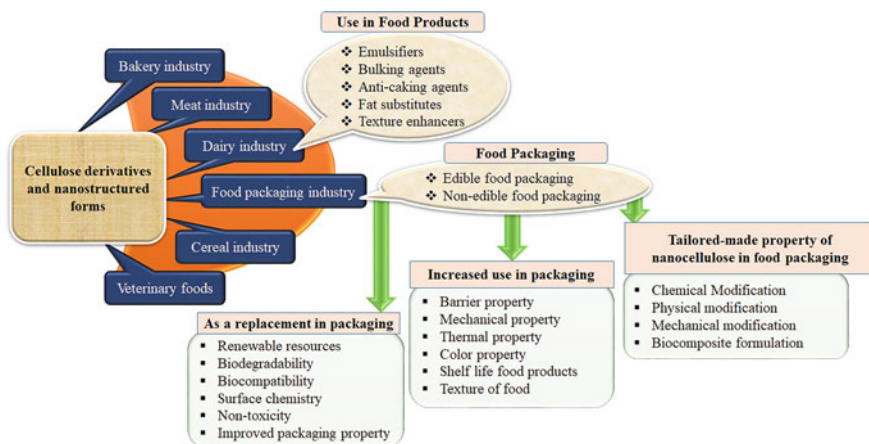 Use in Food Products
Emulsifiers
Bulking agents
Anti-caking agents
Fat substitutes
Texture enhancers
Bakery industry
Meat industry
Dairy industry
Food packaging industry
Cereal industry
Veterinary foods
Cellulose derivatives
and nanostructured
forms
Food Packaging
Edible food packaging
Non-edible food packaging
As a replacement in packaging
Renewable resources
Biodegradability
Biocompatibility
Surface chemistry
Non-toxicity
Improved packaging property
Increased use in packaging
Barrier property
Mechanical property
Thermal property
Color property
Shelf life food products
Texture of food
Tailored-made property of
nanocellulose in food packaging
Chemical Modification
Physical modification
Mechanical modification
Biocomposite formulation